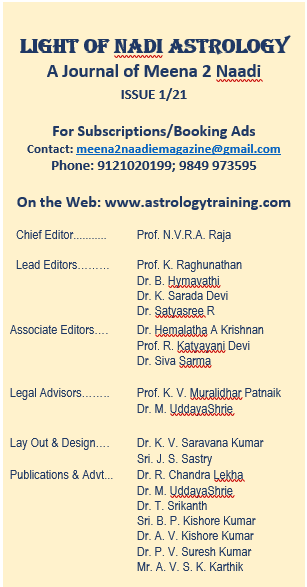 LIGHT OF NADI ASTROLOGY
A Journal of Meena 2 Naadi
ISSUE 1/21
For Subscriptions/Booking Ads
Contact: meena2naadiemagazine@gmail.com
Phone: 9121020199; 9849 973595
On the Web: www.astrologytraining.com
Chief Editor........... Prof. N.V.R.A. Raja
Lead Editors……… Prof. K. Raghunathan
Dr. B. Hymavathi
Dr. K. Sarada Devi
Dr. Satyasree R
Associate Editors…. Dr. Hemalatha A Krishnan
Prof. R. Katyayani Devi
Dr. Siva Sarma
Legal Advisors…….. Prof. K. V. Muralidhar Patnaik
Dr. M. UddayaShrie
Lay Out & Design…. Dr. K. V. Saravana Kumar
Sri. J. S. Sastry
Publications & Advt... Dr. R. Chandra Lekha
Dr. M. UddayaShrie
Dr. T. Srikanth
Sri. B. P. Kishore Kumar
Dr. A. V. Kishore Kumar
Dr. P. V. Suresh Kumar
Mr. A. V. S. K. Karthik